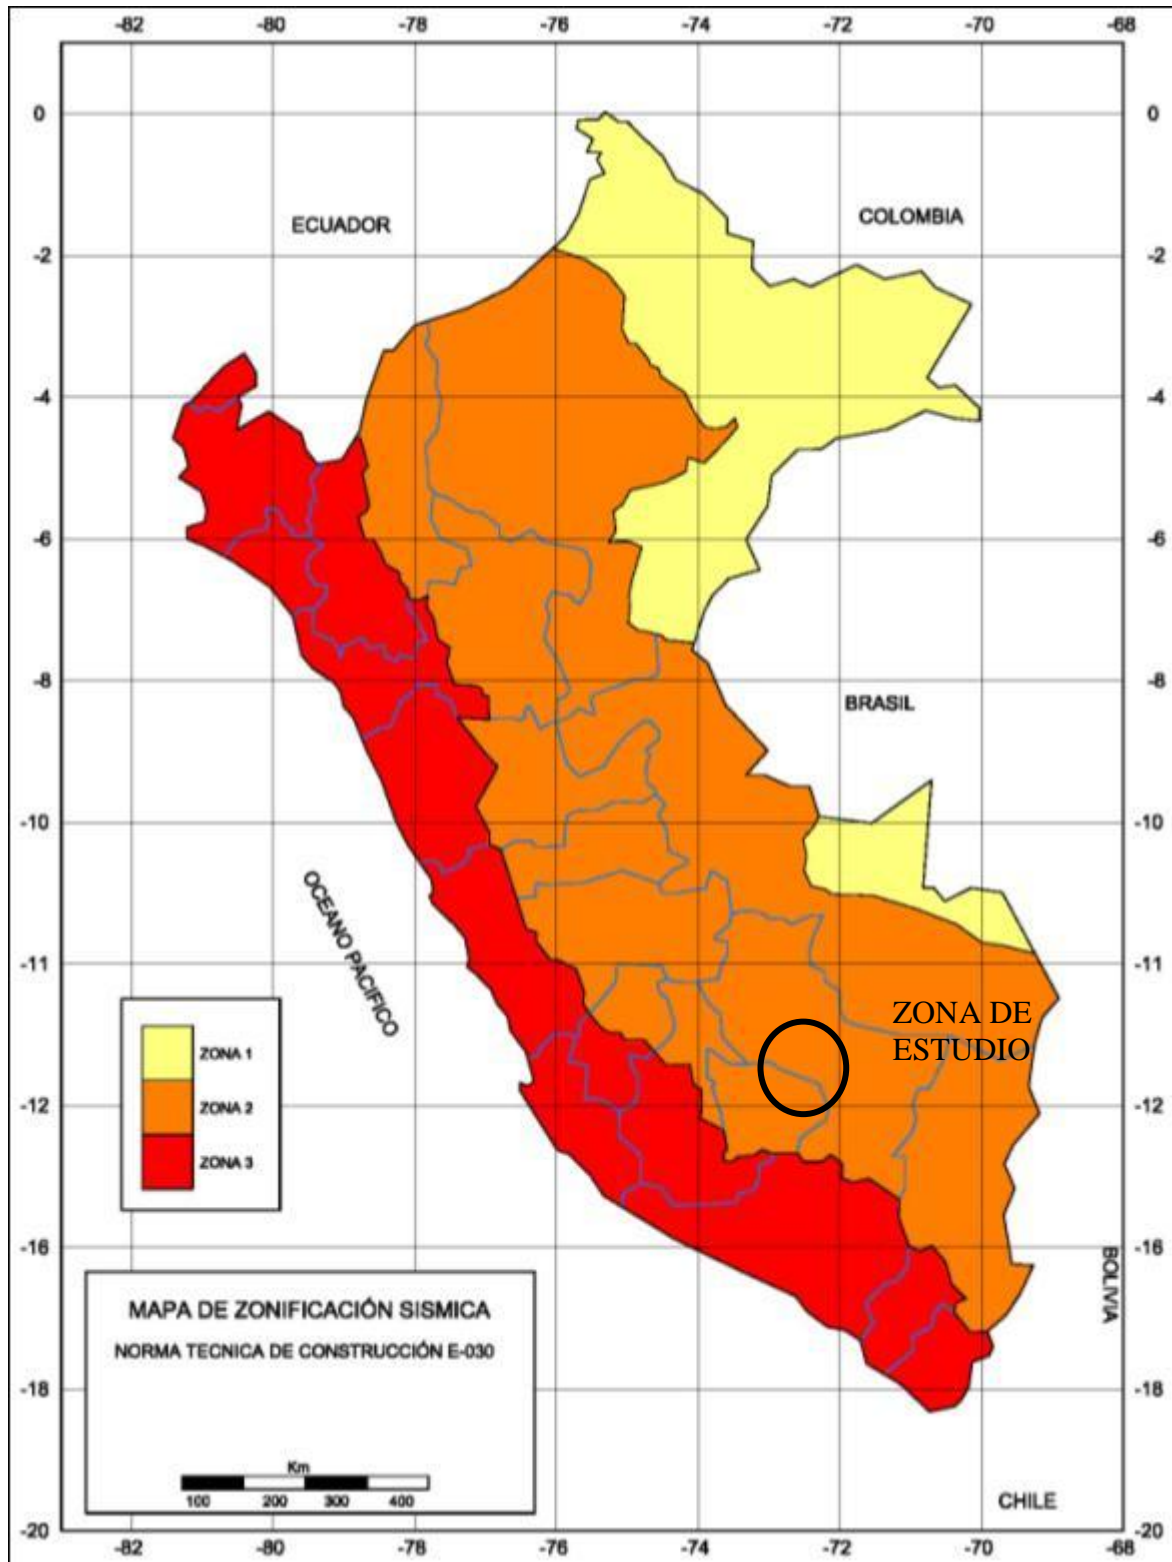 -82 -80 -78 -76 -74 -72 -70 -68
0 0
ECUADOR
COLOMBIA
-2 -2
-4 -4
-6 -6
-8 -8
BRASIL
-10 -10
OCEANO PACIFICO
-11 -11
ZONA DE
ESTUDIO
ZONA 1
ZONA 2
ZONA 3
-12 -12
-16 -16
BOLIVIA
MAPA DE ZONIFICACIÓN SISMICA
NORMA TECNICA DE CONSTRUCCIÓN E-030
-18 -18
Km
100 200 300 400
CHILE
-20 -20
-82 -80 -78 -76 -74 -72 -70 -68